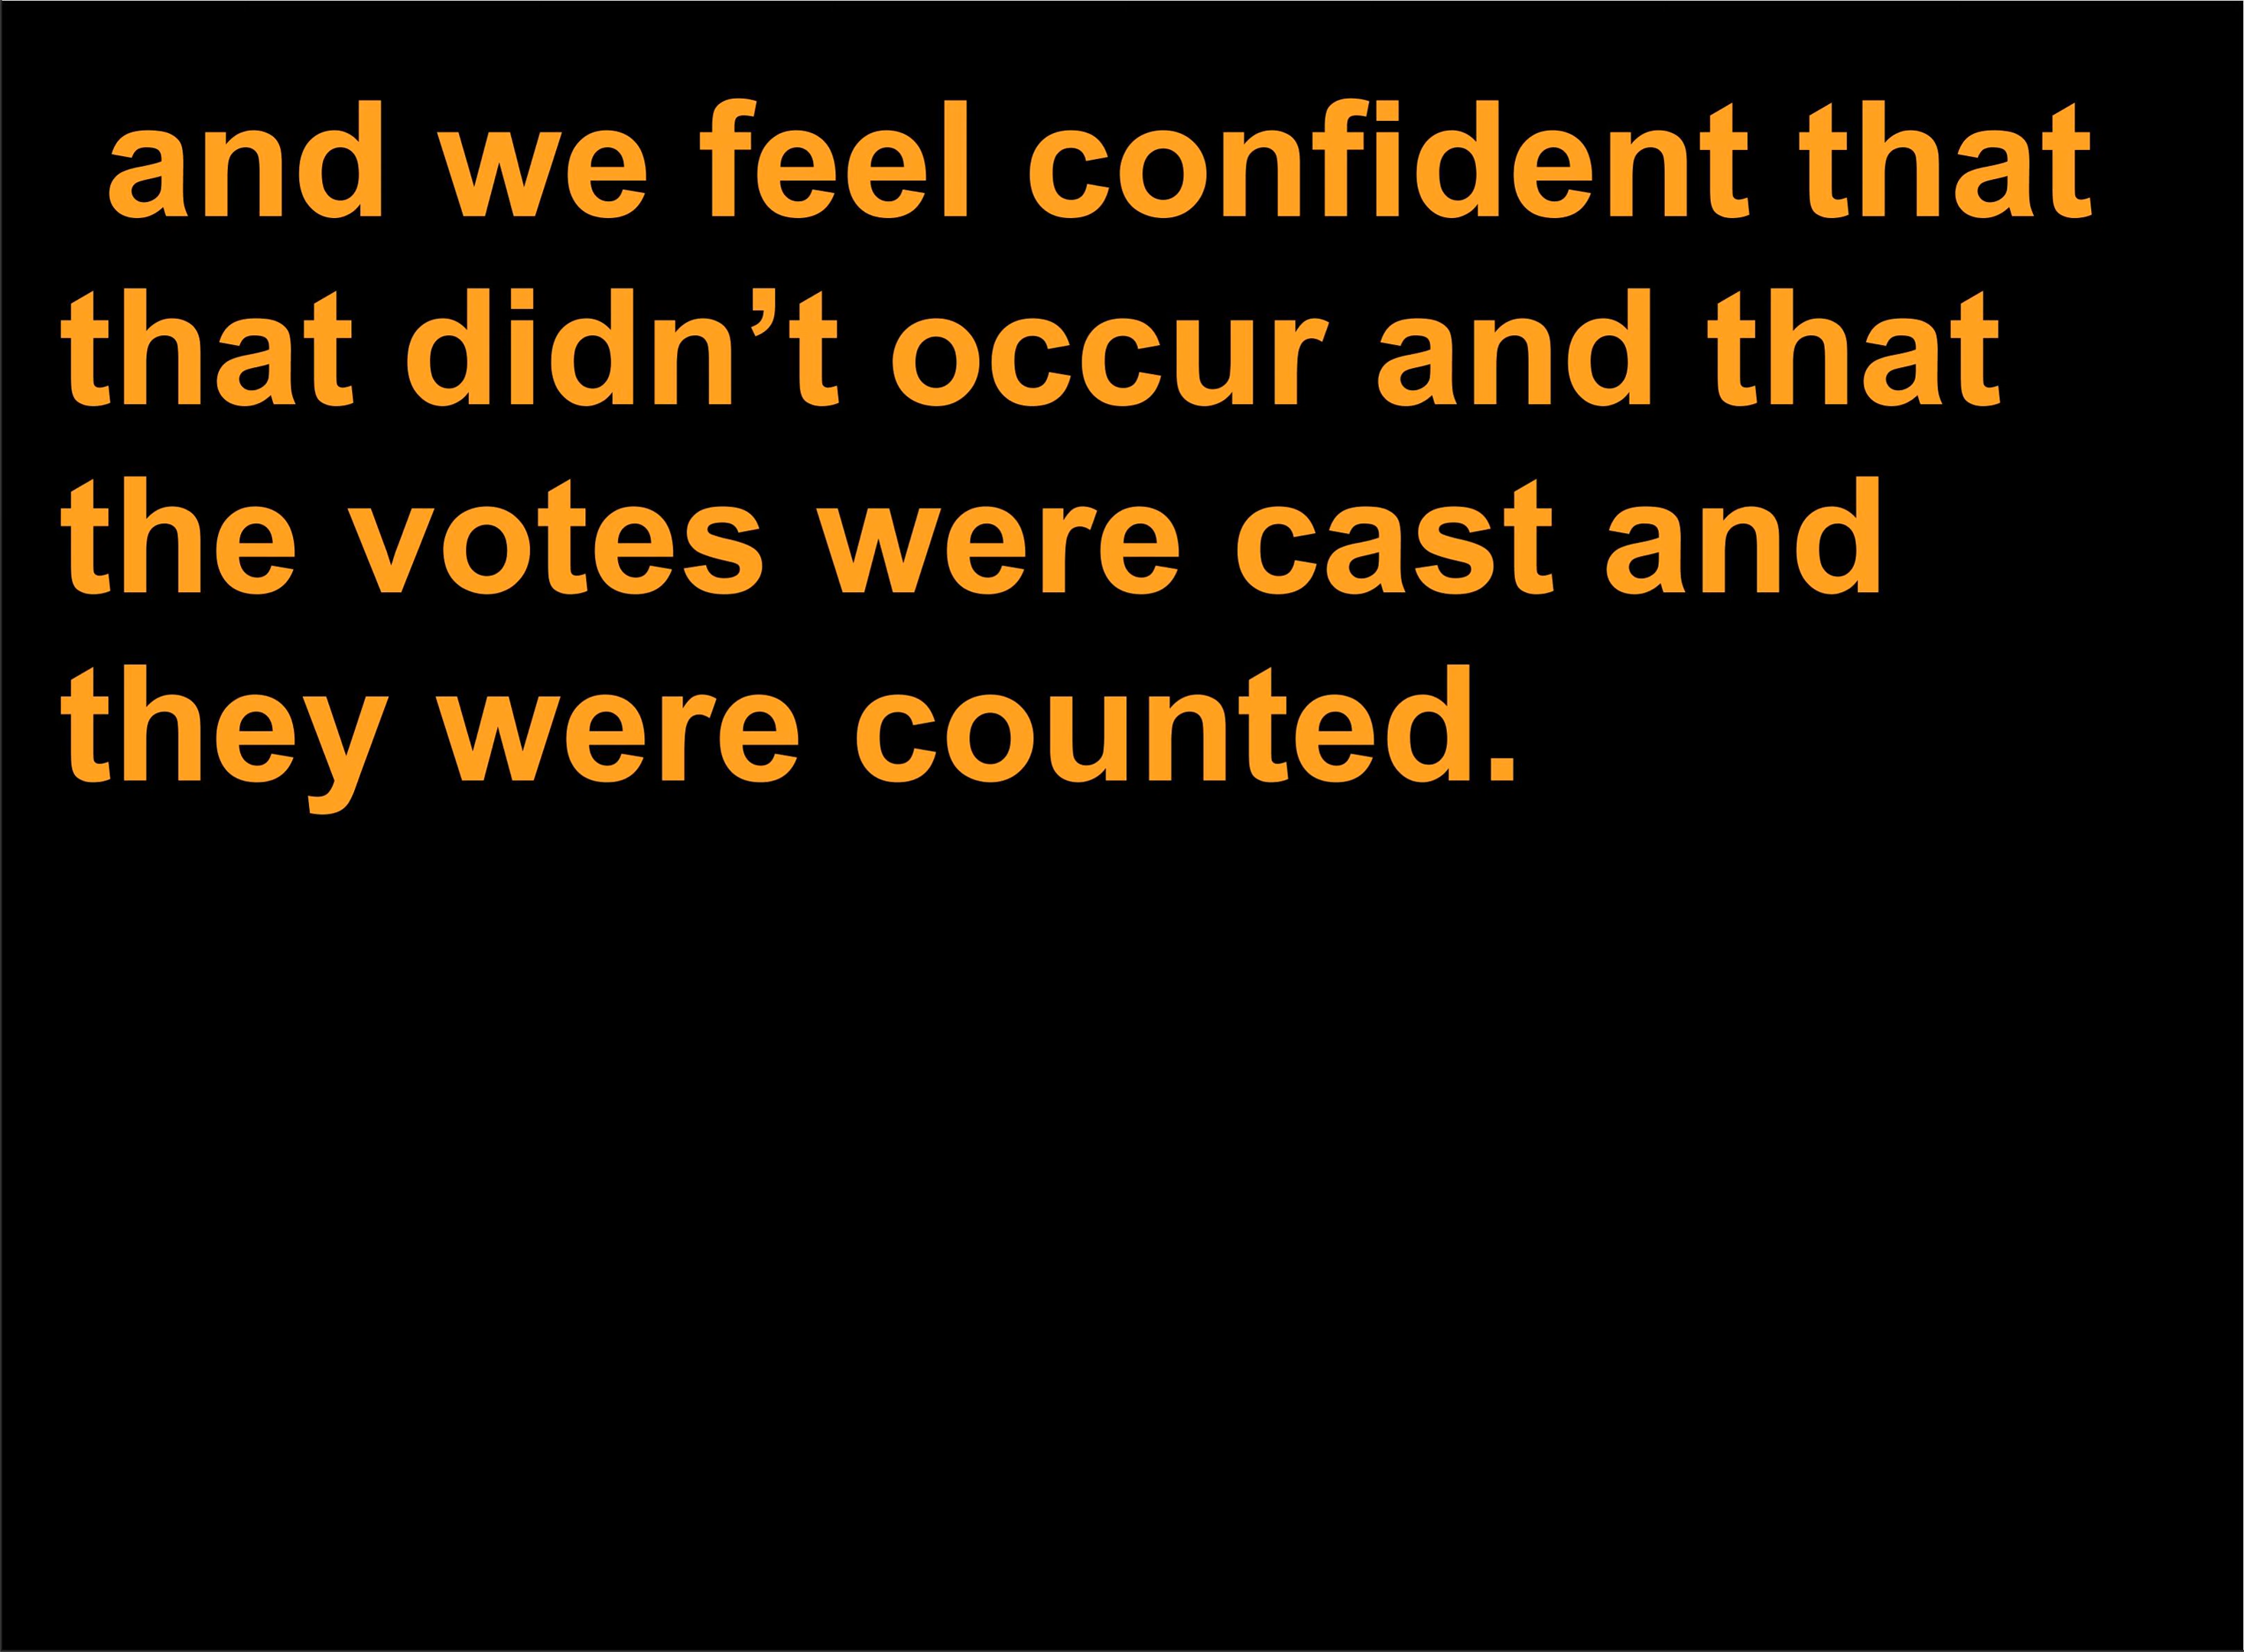 and we feel confident that
that didn’t occur and that
the votes were cast and
they were counted.